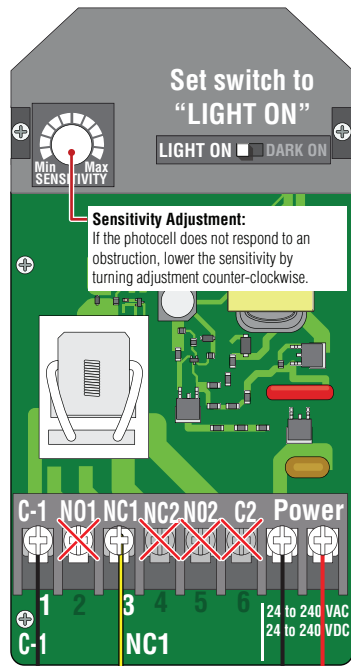 Set switch to
“LIGHT ON”
LIGHT ON DARK ON
Min Max
SENSITIVITY
Sensitivity Adjustment:
If the photocell does not respond to an
obstruction, lower the sensitivity by
turning adjustment counter-clockwise.
C-1 NO1 NC1 NC2 NO2 C2 Power
1 2 3 4 5 6
24 to 240 VAC
24 to 240 VDC
C-1 NC1